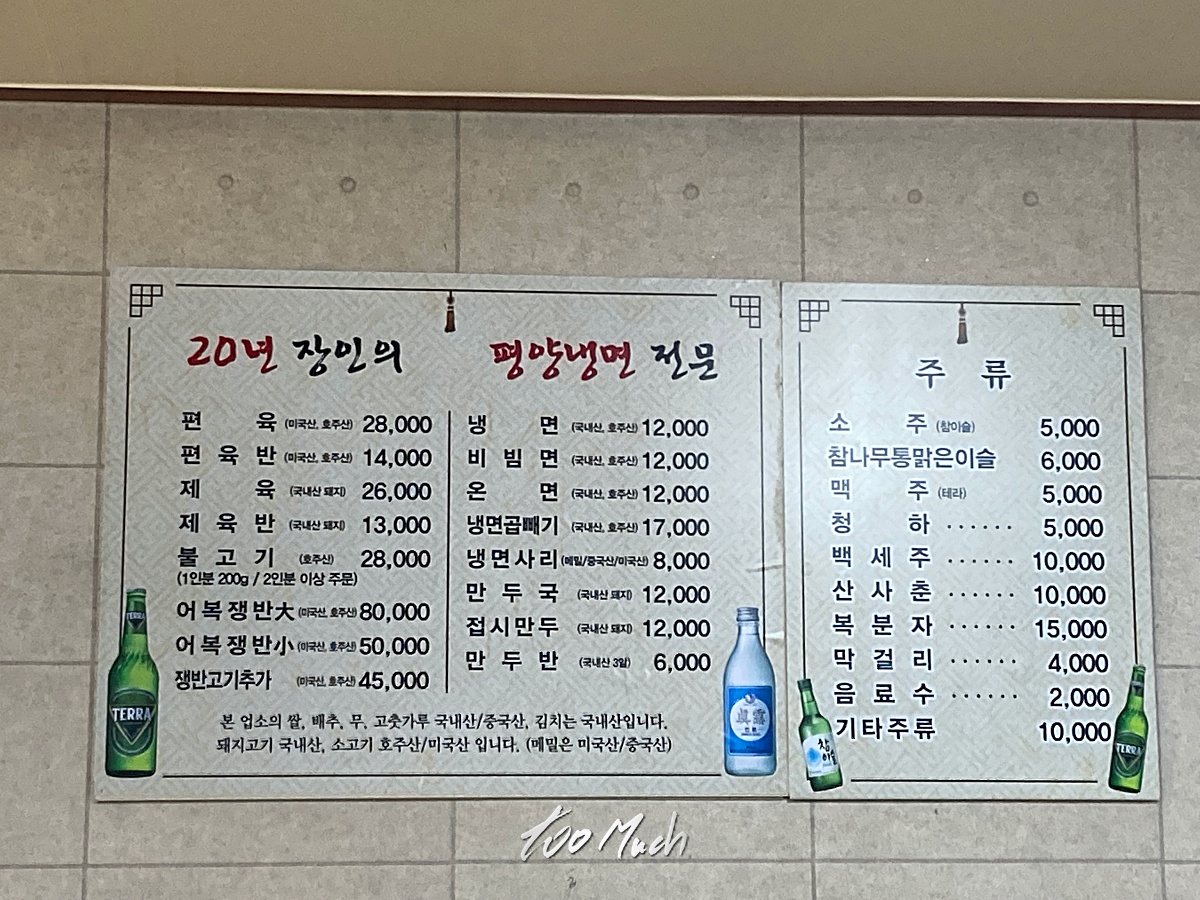 20년 장인의
평양냉면 전문
편 육 (미국산, 호주산) 28,000
편 육 반 (미국산, 호주산) 14,000
제 육 (국내산 돼지) 26,000
제 육 반 (국내산 돼지) 13,000
불 고 기 (호주산) 28,000
(1인분 200g / 2인분 이상 주문)
어복쟁반大 (미국산, 호주산) 80,000
어복쟁반小 (미국산, 호주산) 50,000
쟁반고기추가 (미국산, 호주산) 45,000
냉 면 (국내산, 호주산) 12,000
비 빔 면 (국내산, 호주산) 12,000
온 면 (국내산, 호주산) 12,000
냉면곱빼기 (국내산, 호주산) 17,000
냉면사리 (메밀/중국산/미국산) 8,000
만 두 국 (국내산 돼지) 12,000
접시만두 (국내산 돼지) 12,000
만 두 반 (국내산 3알) 6,000
본 업소의 쌀, 배추, 무, 고춧가루 국내산/중국산, 김치는 국내산입니다.
돼지고기 국내산, 소고기 호주산/미국산 입니다. (메밀은 미국산/중국산)
TERRA
TERRA
眞露
주 류
소 주 (참이슬) 5,000
참나무통맑은이슬 6,000
맥 주 (테라) 5,000
청 하 ...... 5,000
백 세 주 ...... 10,000
산 사 춘 ...... 10,000
복 분 자 ...... 15,000
막 걸 리 ...... 4,000
음 료 수 ...... 2,000
기타주류 10,000
참이슬
TERRA
too Much